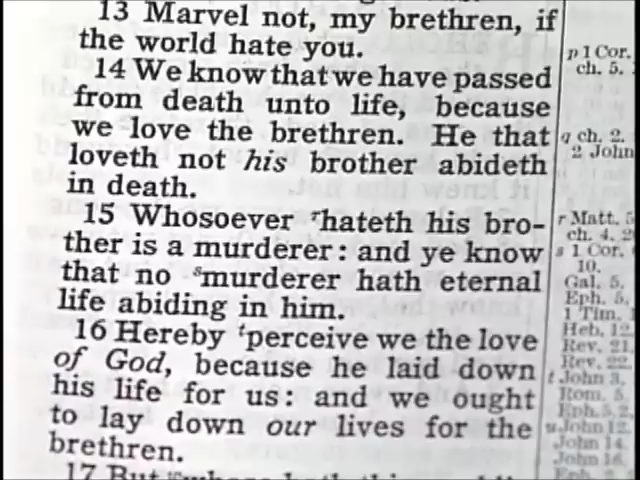 13 Marvel not, my brethren, if
the world hate you.
14 We know that we have passed
from death unto life, because
we love the brethren. He that
loveth not his brother abideth
in death.
15 Whosoever rhateth his bro-
ther is a murderer: and ye know
that no smurderer hath eternal
life abiding in him.
16 Hereby tperceive we the love
of God, because he laid down
his life for us: and we ought
to lay down our lives for the
brethren.
17 But
p 1 Cor.
ch. 5.
q ch. 2.
2 John
r Matt. 5
ch. 4. 2
s 1 Cor.
10.
Gal. 5.
Eph. 5.
1 Tim.
Heb. 12
Rev. 21.
Rev. 22.
t John 3.
Rom. 5.
Eph. 5.2.
u John 12.
John 14.
John 16.